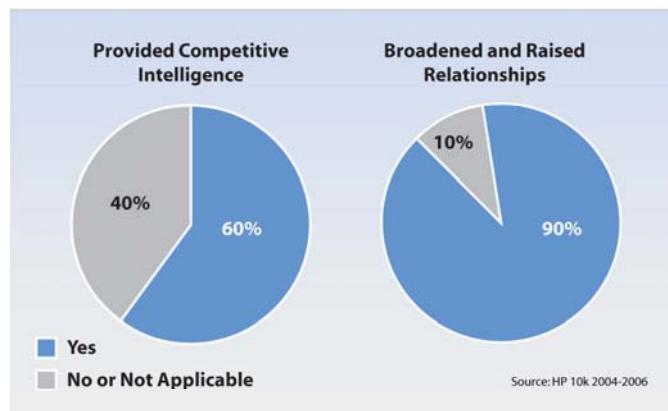 Provided Competitive
Intelligence
Broadened and Raised
Relationships
40%
60%
10%
90%
Yes
No or Not Applicable
Source: HP 10k 2004-2006